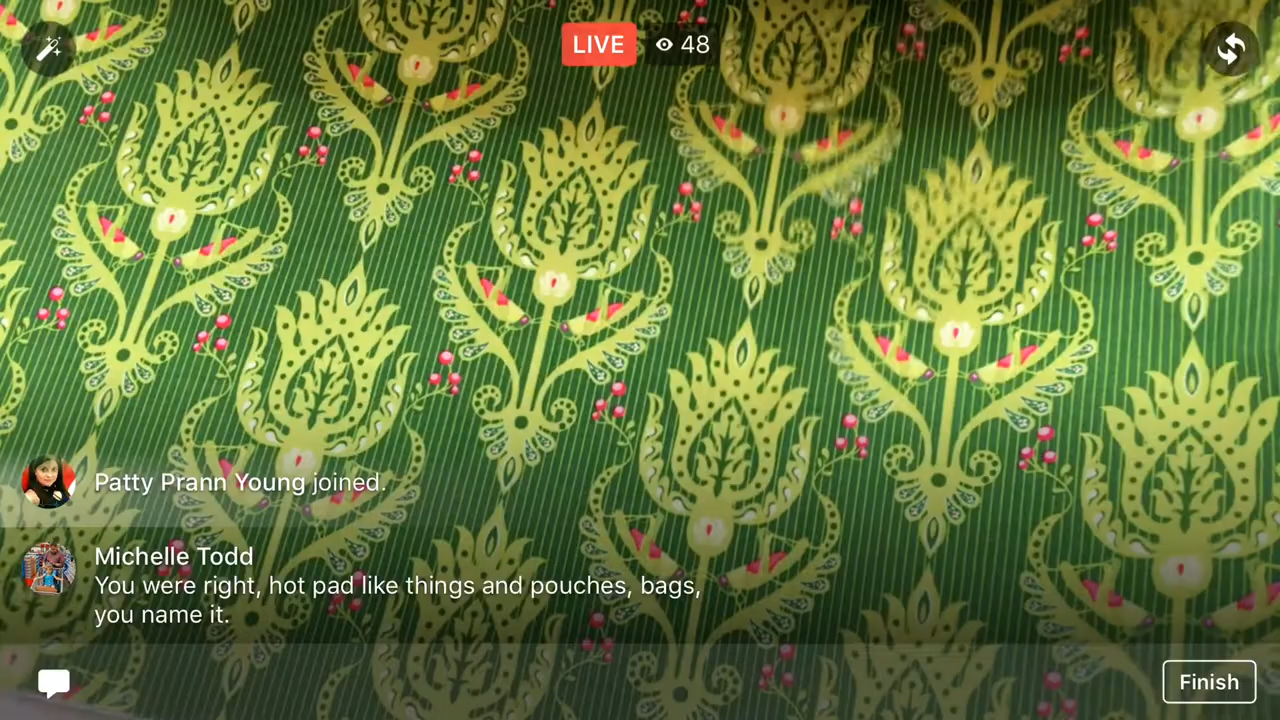 LIVE 48
Patty Prann Young joined.
Michelle Todd
You were right, hot pad like things and pouches, bags,
you name it.
Finish